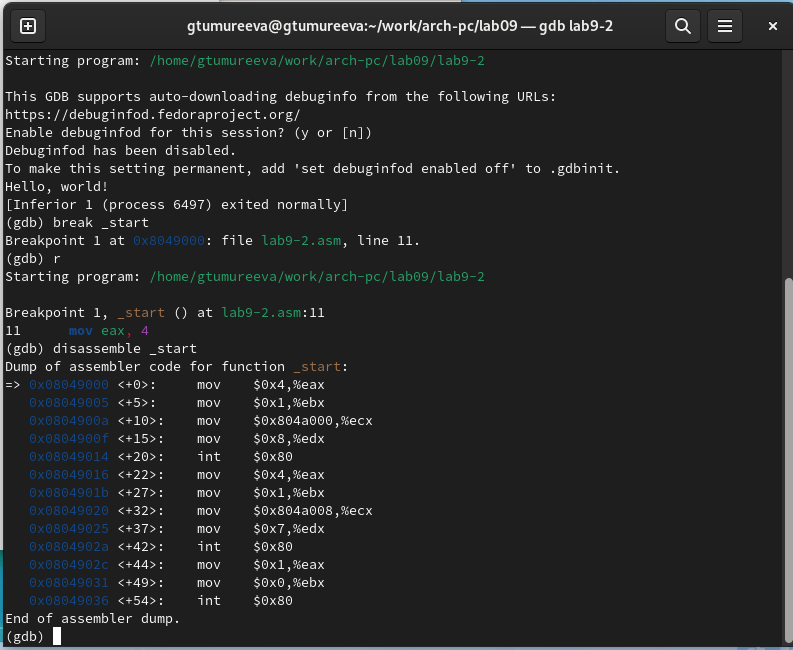 gtumureeva@gtumureeva:~/work/arch-pc/lab09 — gdb lab9-2
Starting program: /home/gtumureeva/work/arch-pc/lab09/lab9-2
This GDB supports auto-downloading debuginfo from the following URLs:
https://debuginfod.fedoraproject.org/
Enable debuginfod for this session? (y or [n])
Debuginfod has been disabled.
To make this setting permanent, add 'set debuginfod enabled off' to .gdbinit.
Hello, world!
[Inferior 1 (process 6497) exited normally]
(gdb) break _start
Breakpoint 1 at 0x8049000: file lab9-2.asm, line 11.
(gdb) r
Starting program: /home/gtumureeva/work/arch-pc/lab09/lab9-2
Breakpoint 1, _start () at lab9-2.asm:11
11      mov eax, 4
(gdb) disassemble _start
Dump of assembler code for function _start:
=> 0x08049000 <+0>:     mov    $0x4,%eax
   0x08049005 <+5>:     mov    $0x1,%ebx
   0x0804900a <+10>:    mov    $0x804a000,%ecx
   0x0804900f <+15>:    mov    $0x8,%edx
   0x08049014 <+20>:    int    $0x80
   0x08049016 <+22>:    mov    $0x4,%eax
   0x0804901b <+27>:    mov    $0x1,%ebx
   0x08049020 <+32>:    mov    $0x804a008,%ecx
   0x08049025 <+37>:    mov    $0x7,%edx
   0x0804902a <+42>:    int    $0x80
   0x0804902c <+44>:    mov    $0x1,%eax
   0x08049031 <+49>:    mov    $0x0,%ebx
   0x08049036 <+54>:    int    $0x80
End of assembler dump.
(gdb)